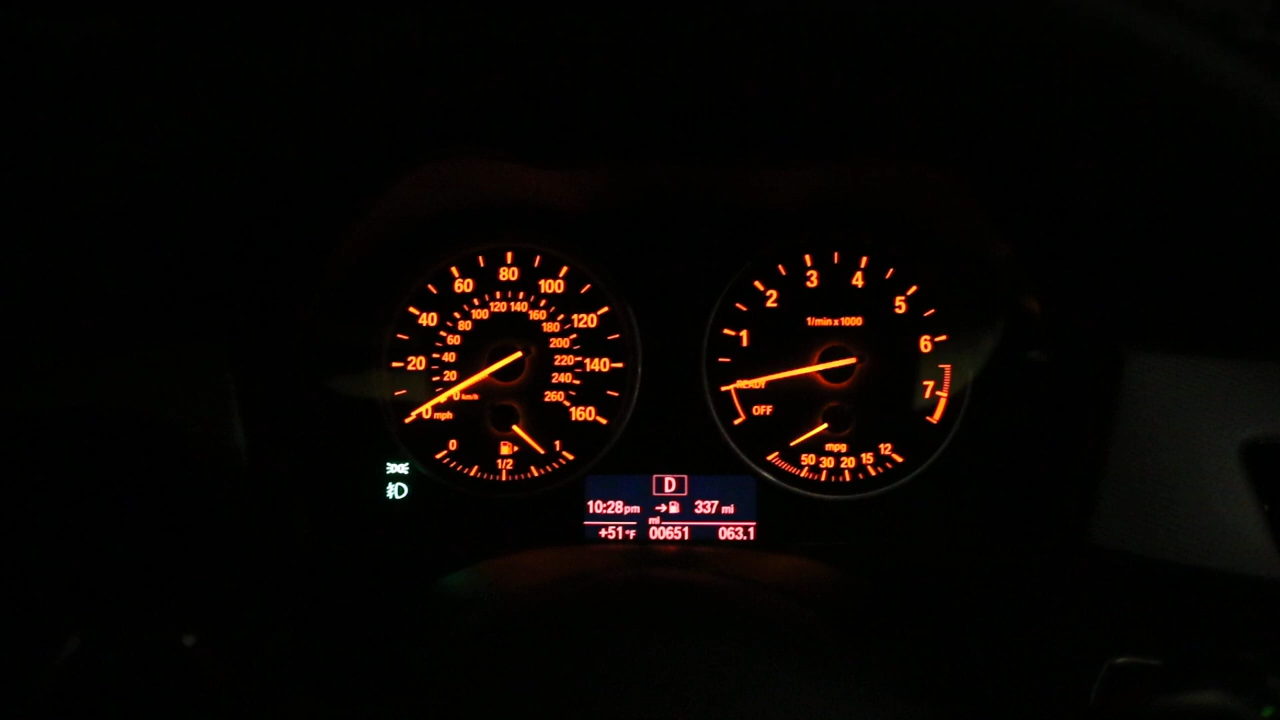 80
60 100
40 120
20 140
0 mph 160
120 140
100 160
80 180
60 200
40 220
20 240
0 km/h 260
0 1/2 1
3 4
2 5
1 6
7
1/min x 1000
READY
OFF
mpg
50 30 20 15 12
D
10:28 pm 337 mi
mi
+51 °F 00651 063.1